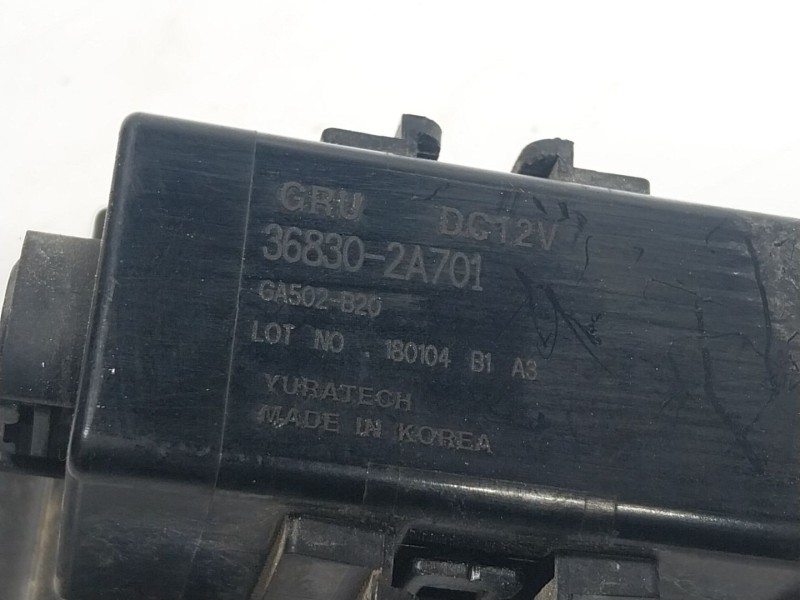 GRU DC12V
36830-2A701
GA502-B20
LOT NO 180104 B1 A3
YURATECH
MADE IN KOREA